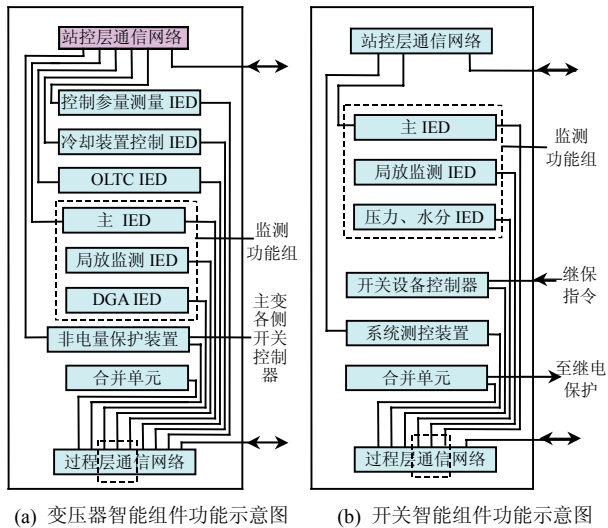 站控层通信网络
控制参量测量 IED
冷却装置控制 IED
OLTC IED
主 IED
局放监测 IED
DGA IED
监测
功能组
非电量保护装置
主变
各侧
开关
控制
器
合并单元
过程层通信网络
(a) 变压器智能组件功能示意图
站控层通信网络
主 IED
局放监测 IED
压力、水分 IED
监测
功能组
开关设备控制器
继保
指令
系统测控装置
合并单元
至继电
保护
过程层通信网络
(b) 开关智能组件功能示意图